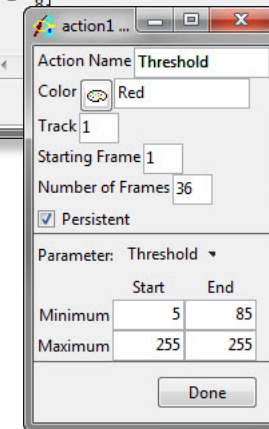 8]
action1 ...
Action Name Threshold
Color Red
Track 1
Starting Frame 1
Number of Frames 36
Persistent
Parameter: Threshold
Start End
Minimum 5 85
Maximum 255 255
Done